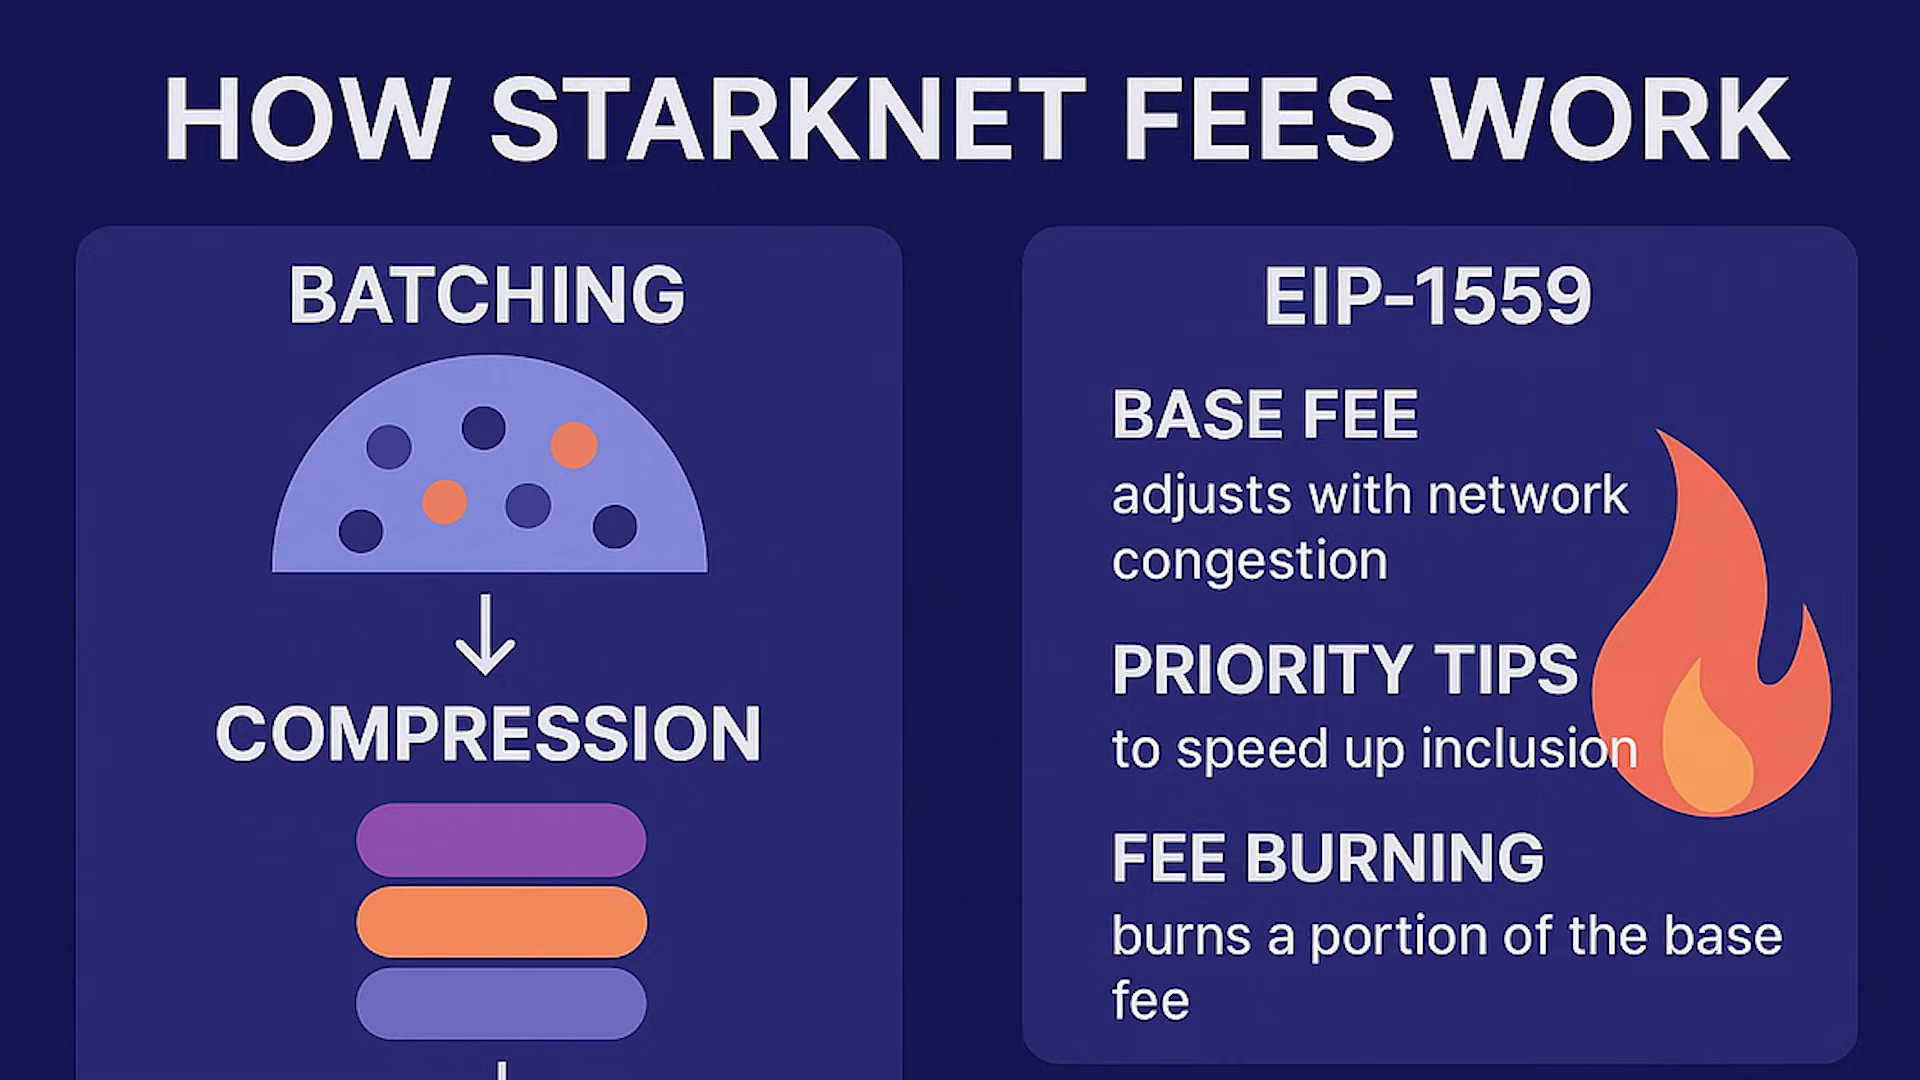 HOW STARKNET FEES WORK
BATCHING
COMPRESSION
EIP-1559
BASE FEE
adjusts with network
congestion
PRIORITY TIPS
to speed up inclusion
FEE BURNING
burns a portion of the base
fee